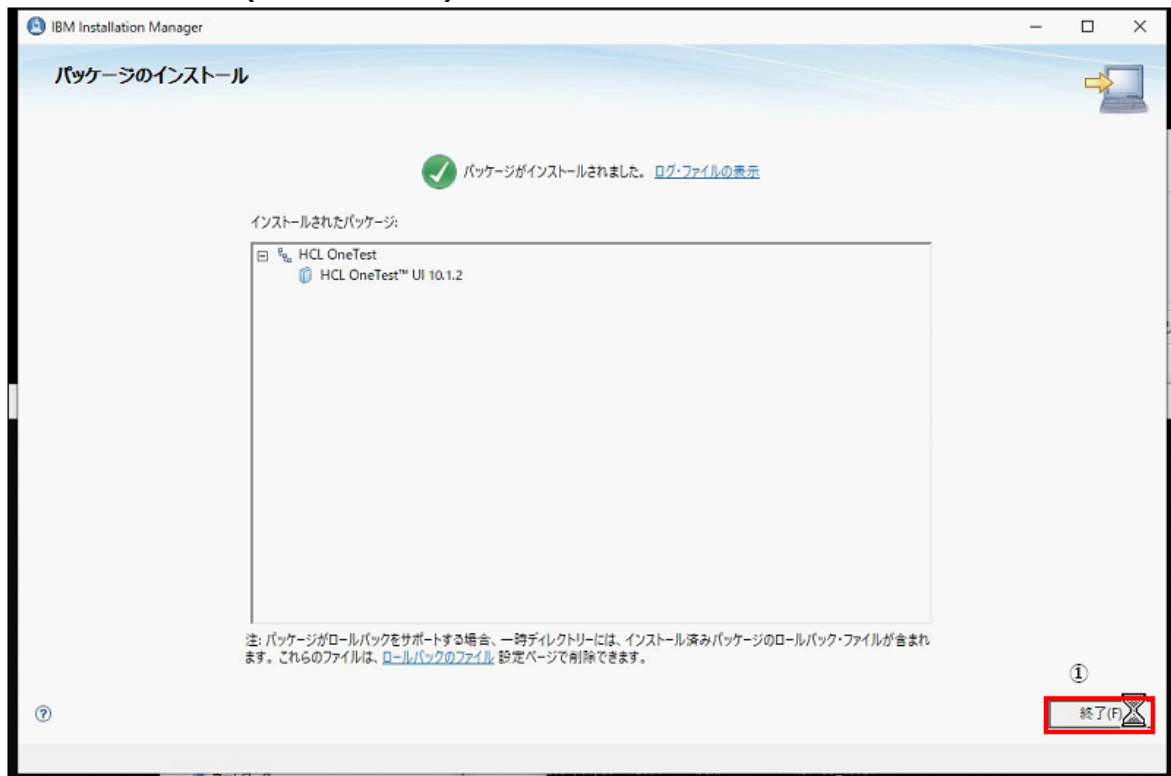 IBM Installation Manager
パッケージのインストール
パッケージがインストールされました。 ログ・ファイルの表示
インストールされたパッケージ:
HCL OneTest
HCL OneTest™ UI 10.1.2
注: パッケージがロールバックをサポートする場合、一時ディレクトリーには、インストール済みパッケージのロールバック・ファイルが含まれ
ます。これらのファイルは、ロールバックのファイル 設定ページで削除できます。
①
終了(F)